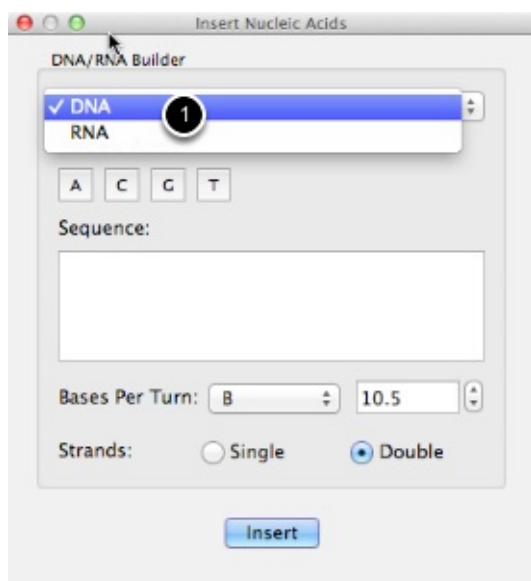 Insert Nucleic Acids
DNA/RNA Builder
✓ DNA
1
RNA
A C G T
Sequence:
Bases Per Turn: B 10.5
Strands: Single Double
Insert